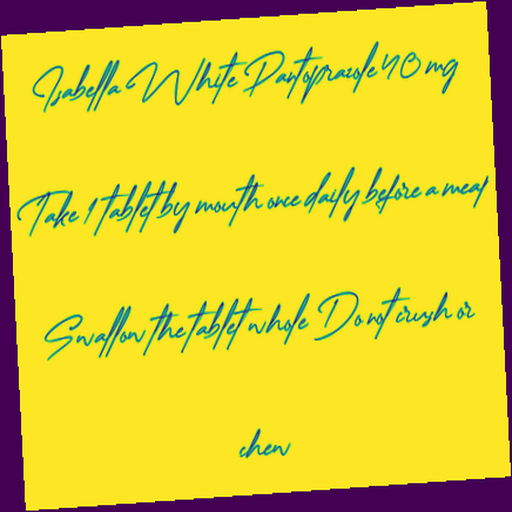 Isabella White Pantoprazole 40 mg
Take 1 tablet by mouth once daily before a meal
Swallow the tablet whole Do not crush or
chew